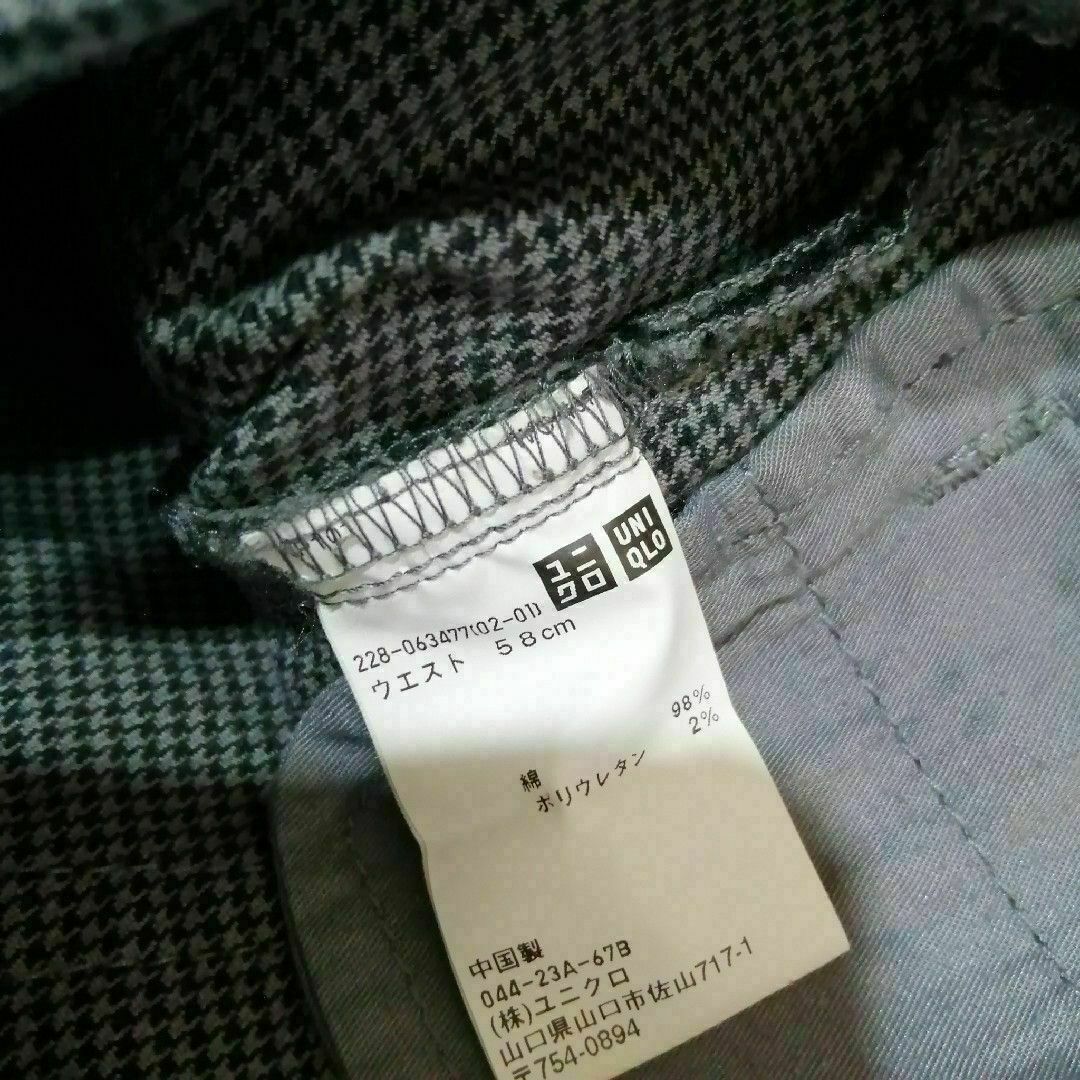 ユニクロ
UNIQLO
228-063477(02-01)
ウエスト 58cm
綿 98%
ポリウレタン 2%
中国製
044-23A-67B
(株)ユニクロ
山口県山口市佐山717-1
〒754-0894